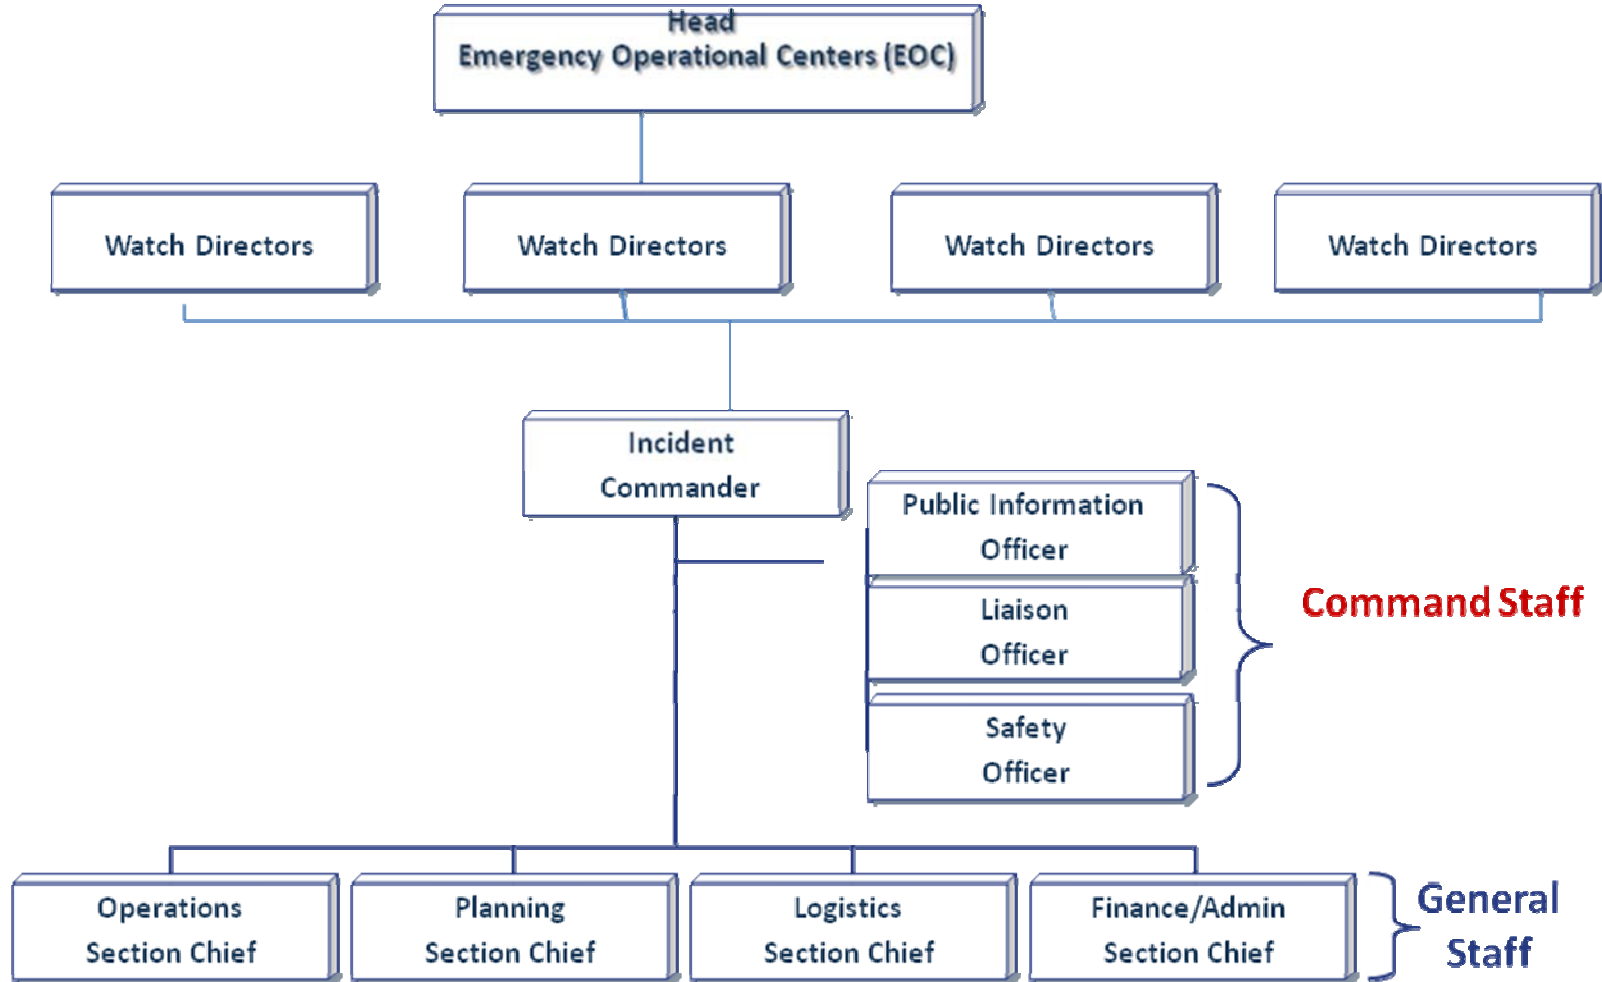 Head
Emergency Operational Centers (EOC)
Watch Directors
Watch Directors
Watch Directors
Watch Directors
Incident
Commander
Public Information
Officer
Liaison
Officer
Safety
Officer
Command Staff
Operations
Section Chief
Planning
Section Chief
Logistics
Section Chief
Finance/Admin
Section Chief
General
Staff